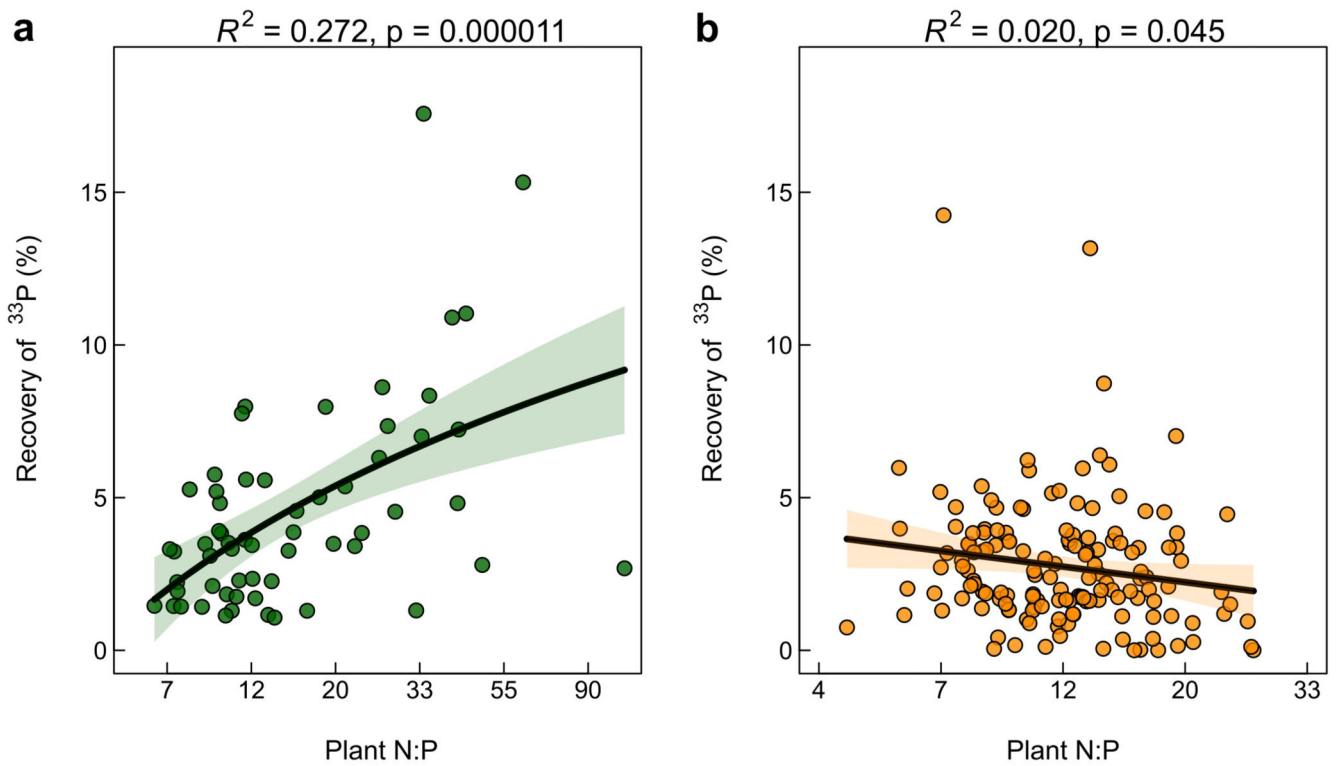 a
R² = 0.272, p = 0.000011
Recovery of ³³P (%)
15
10
5
0
7 12 20 33 55 90
Plant N:P
b
R² = 0.020, p = 0.045
Recovery of ³³P (%)
15
10
5
0
4 7 12 20 33
Plant N:P